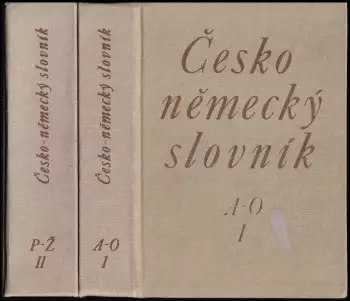 Česko-německý slovník
P-Ž
II
Česko-německý slovník
A-O
I
Česko
německý
slovník
A-O
I